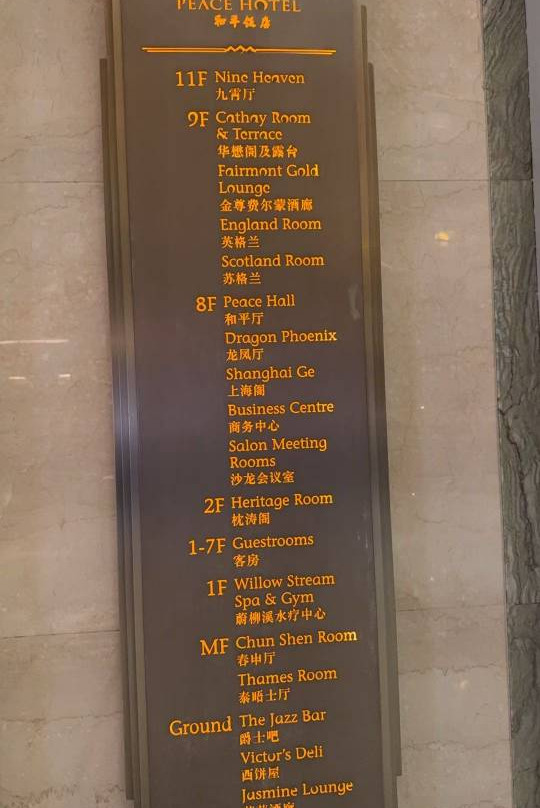 PEACE HOTEL
和平饭店
11F Nine Heaven
九霄厅
9F Cathay Room
& Terrace
华懋阁及露台
Fairmont Gold
Lounge
金尊费尔蒙酒廊
England Room
英格兰
Scotland Room
苏格兰
8F Peace Hall
和平厅
Dragon Phoenix
龙凤厅
Shanghai Ge
上海阁
Business Centre
商务中心
Salon Meeting
Rooms
沙龙会议室
2F Heritage Room
枕涛阁
1-7F Guestrooms
客房
1F Willow Stream
Spa & Gym
蔚柳溪水疗中心
MF Chun Shen Room
春申厅
Thames Room
泰晤士厅
Ground The Jazz Bar
爵士吧
Victor's Deli
西饼屋
Jasmine Lounge